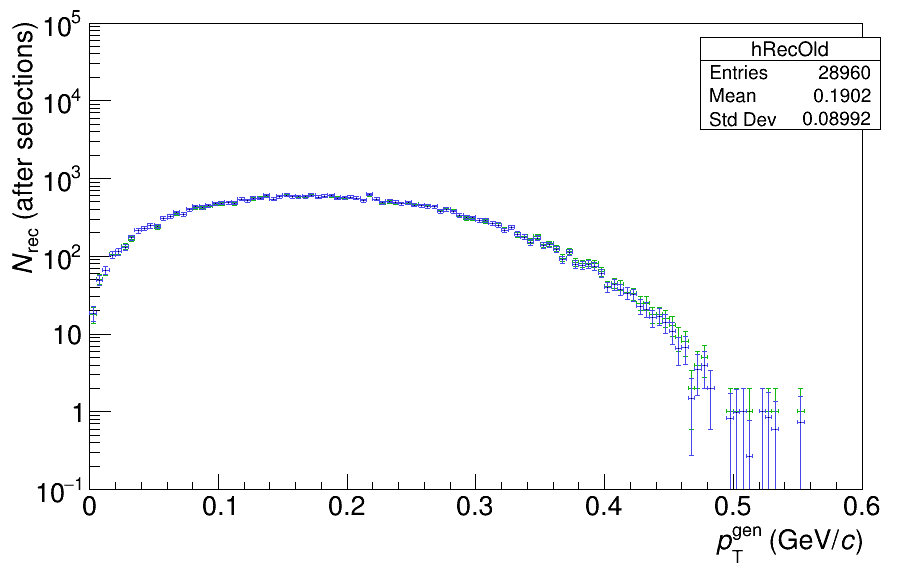 N_rec (after selections)
10^5
10^4
10^3
10^2
10
1
10^−1
hRecOld
Entries 28960
Mean 0.1902
Std Dev 0.08992
0 0.1 0.2 0.3 0.4 0.5 0.6
p_T^gen (GeV/c)